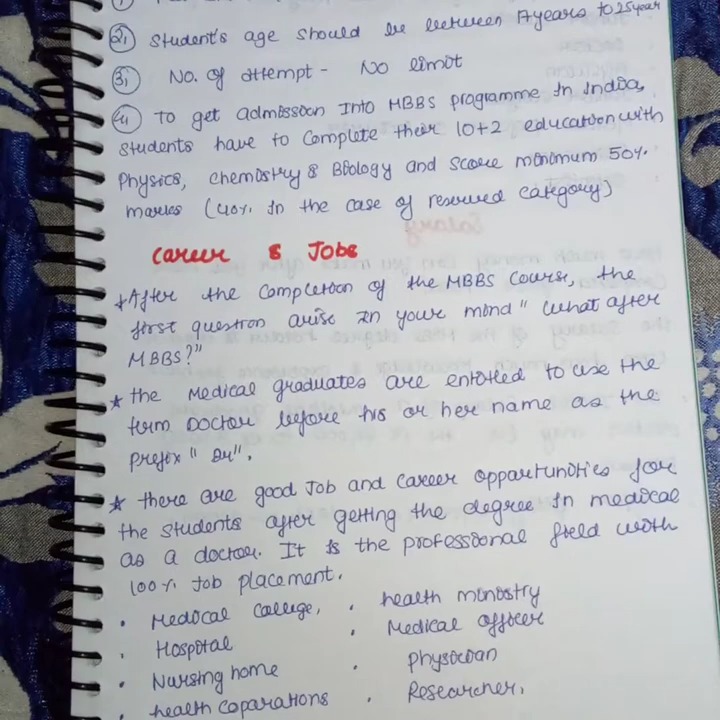 2, Student's age should be between 17years to 25year
3, No. of attempt - No limit
4, To get admission Into MBBS programme In India,
students have to complete their 10+2 education with
Physics, chemistry & Biology and score minimum 50%
marks (40% In the case of reserved category)
Career & Jobs
* After the completion of the MBBS course, the
first question arise In your mind "What after
MBBS?"
* the Medical graduates are entitled to use the
term Doctor before his or her name as the
prefix "Dr".
* there are good Job and career opportunities for
the students after getting the degree In medical
as a doctor. It is the professional field with
100% Job placement.
• Medical College, • health ministry
• Hospital • Medical officer
• Nursing home • Physician
• health coparations • Researcher,